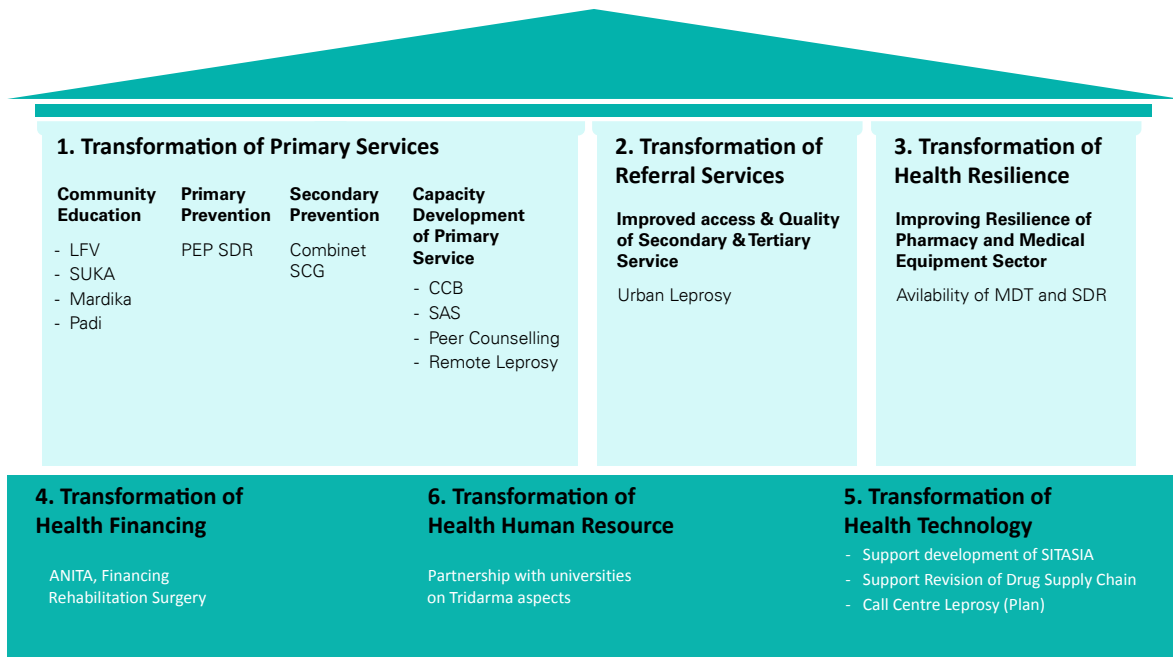 1. Transformation of Primary Services
Community
Education
- LFV
- SUKA
- Mardika
- Padi
Primary
Prevention
PEP SDR
Secondary
Prevention
Combinet
SCG
Capacity
Development
of Primary
Service
- CCB
- SAS
- Peer Counselling
- Remote Leprosy
2. Transformation of
Referral Services
Improved access & Quality
of Secondary & Tertiary
Service
Urban Leprosy
3. Transformation of
Health Resilience
Improving Resilience of
Pharmacy and Medical
Equipment Sector
Avilability of MDT and SDR
4. Transformation of
Health Financing
ANITA, Financing
Rehabilitation Surgery
6. Transformation of
Health Human Resource
Partnership with universities
on Tridarma aspects
5. Transformation of
Health Technology
- Support development of SITASIA
- Support Revision of Drug Supply Chain
- Call Centre Leprosy (Plan)